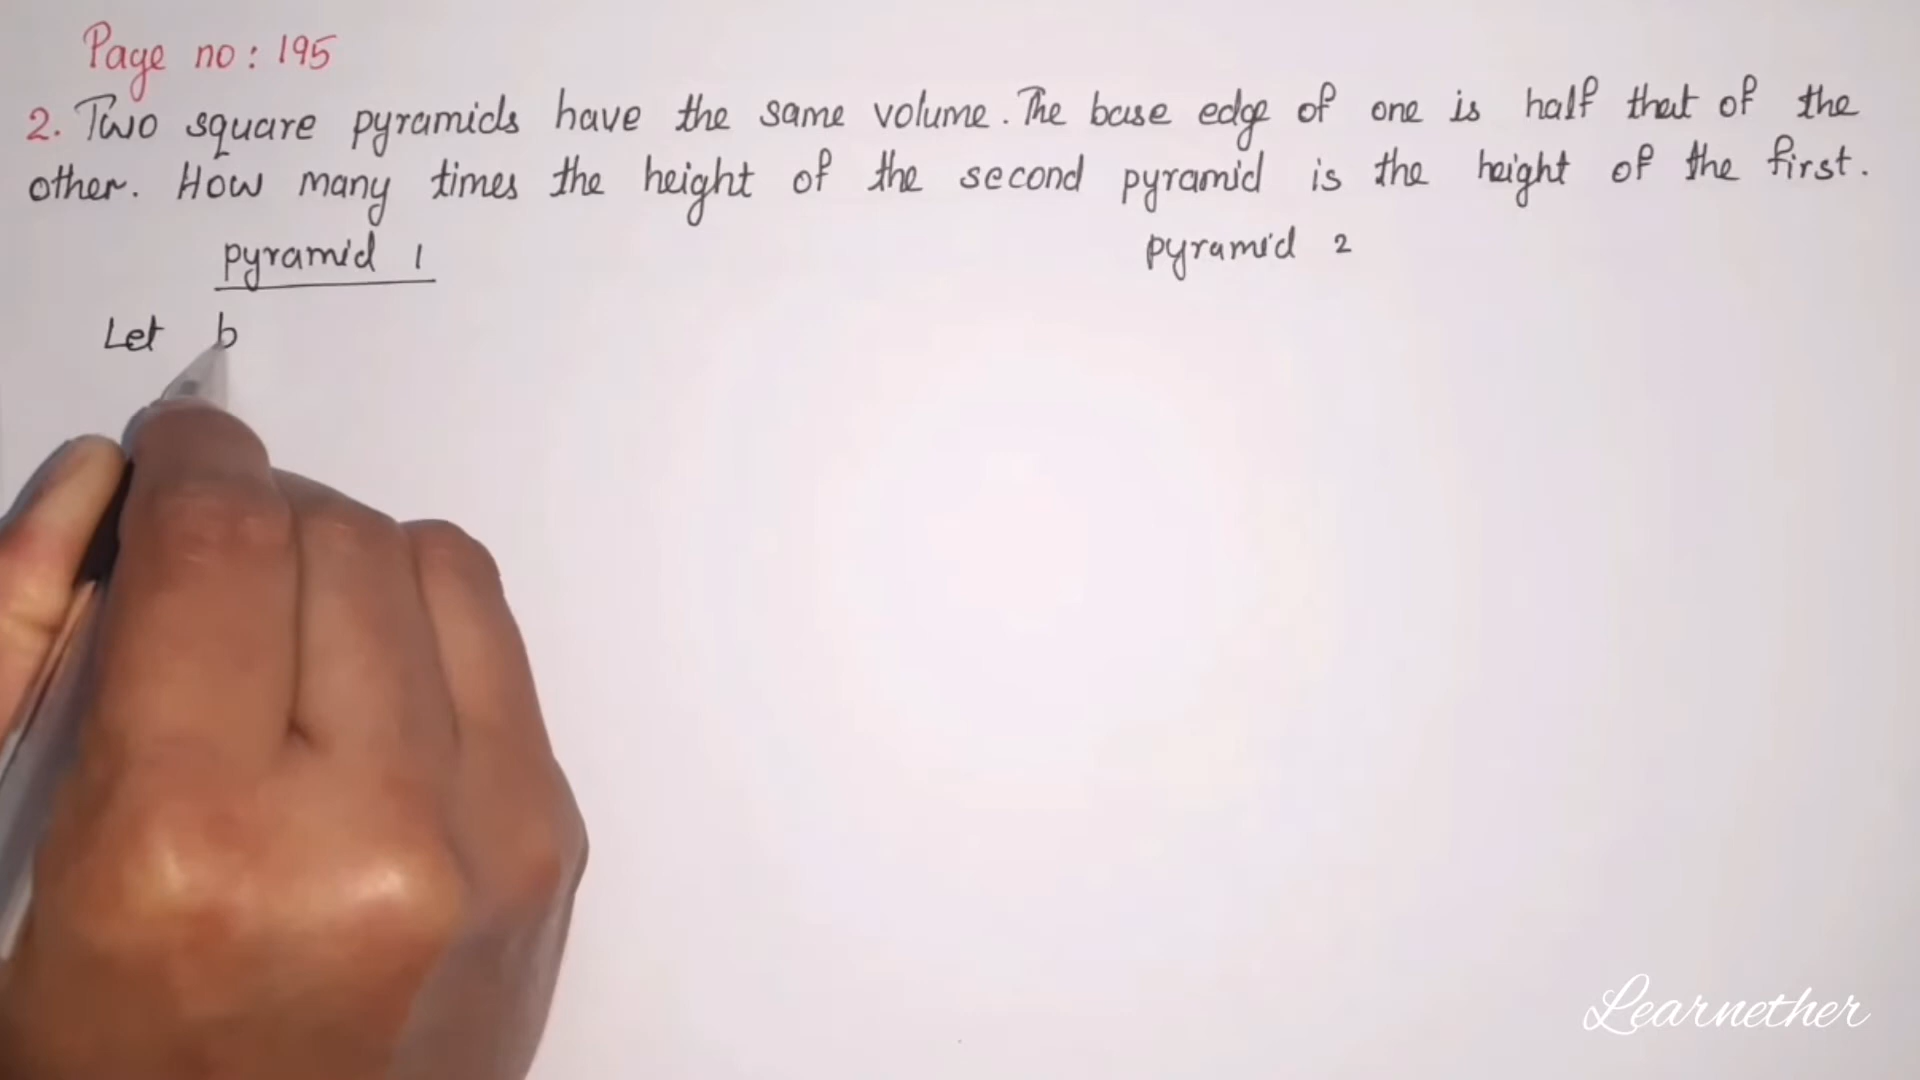 Page no: 195
2. Two square pyramids have the same volume. The base edge of one is half that of the
other. How many times the height of the second pyramid is the height of the first.
pyramid 1 pyramid 2
Let b
Learnether